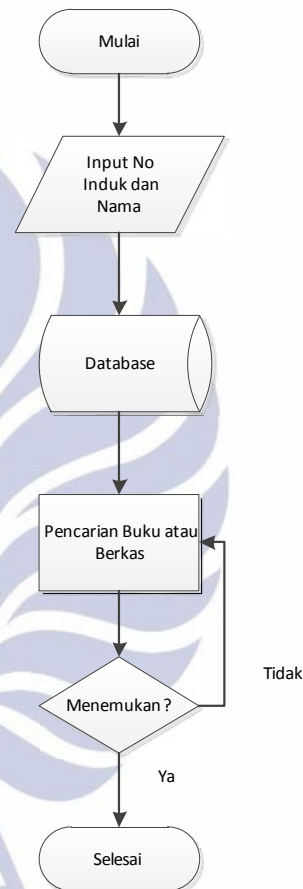 Mulai
Input No
Induk dan
Nama
Database
Pencarian Buku atau
Berkas
Menemukan ?
Tidak
Ya
Selesai